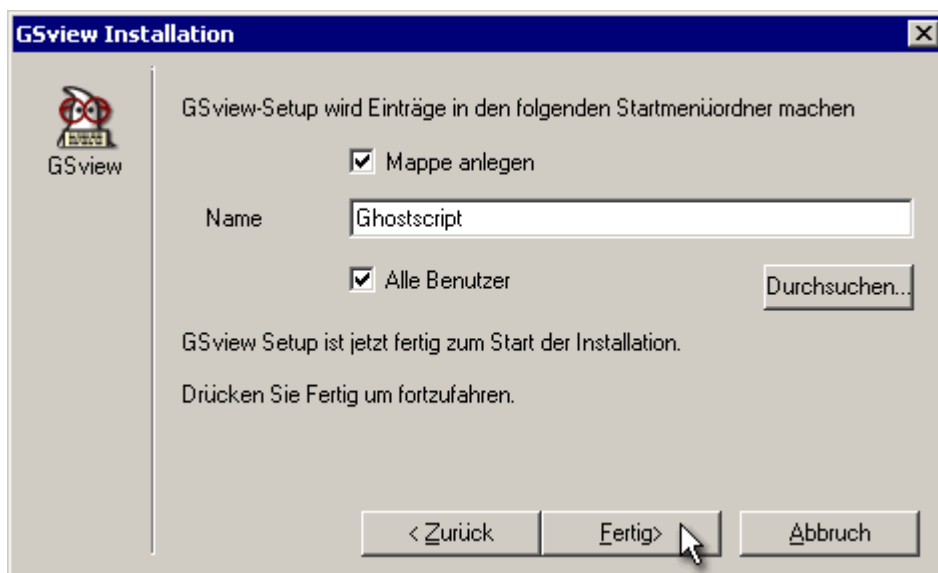 GSview Installation
GSview-Setup wird Einträge in den folgenden Startmenüordner machen
GSview
Mappe anlegen
Name
Ghostscript
Alle Benutzer
Durchsuchen...
GSview Setup ist jetzt fertig zum Start der Installation.
Drücken Sie Fertig um fortzufahren.
< Zurück
Fertig>
Abbruch